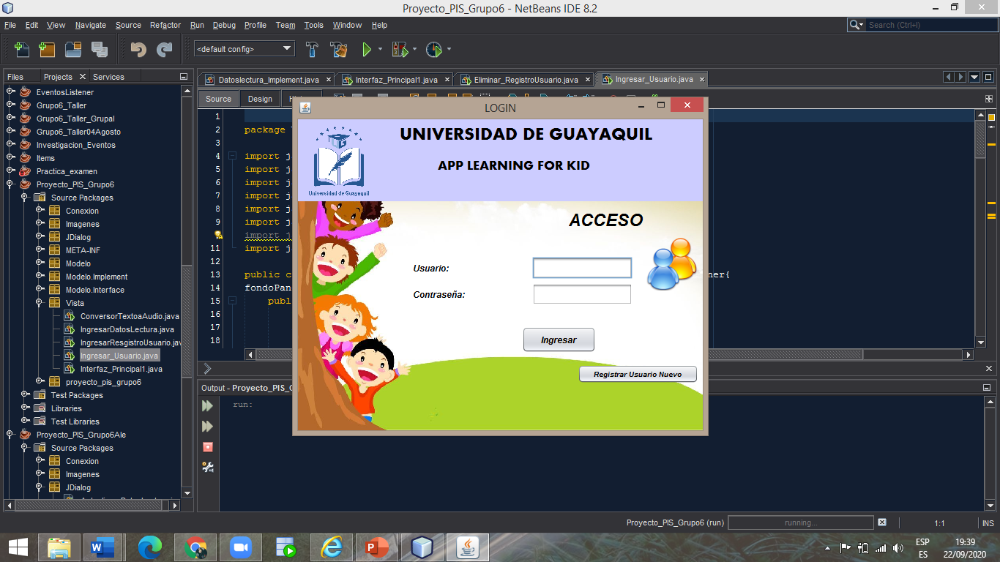 Proyecto_PIS_Grupo6 - NetBeans IDE 8.2
File Edit View Navigate Source Refactor Run Debug Profile Team Tools Window Help
Search (Ctrl+I)
<default config>
Files Projects Services
Datoslectura_Implement.java Interfaz_Principal1.java Eliminar_RegistroUsuario.java Ingresar_Usuario.java
Source Design
EventosListener
Grupo6_Taller
Grupo6_Taller_Grupal
Grupo6_Taller04Agosto
Investigacion_Eventos
Items
Practica_examen
Proyecto_PIS_Grupo6
Source Packages
Conexion
Imagenes
JDialog
META-INF
Modelo
Modelo.Implement
Modelo.Interface
Vista
ConversorTextoaAudio.java
IngresarDatosLectura.java
IngresarResgistroUsuario.jav
Ingresar_Usuario.java
Interfaz_Principal1.java
proyecto_pis_grupo6
Test Packages
Libraries
Test Libraries
Proyecto_PIS_Grupo6Ale
Source Packages
Conexion
Imagenes
JDialog
1
2 package
3
4 import j
5 import j
6 import j
7 import j
8 import j
9 import j
import j
11 import j
12
13 public c ner{
14 fondoPan
15 publ
16
17
18
LOGIN
UNIVERSIDAD DE GUAYAQUIL
APP LEARNING FOR KID
UG
Universidad de Guayaquil
ACCESO
Usuario:
Contraseña:
Ingresar
Registrar Usuario Nuevo
Output - Proyecto_PIS_G
run:
Proyecto_PIS_Grupo6 (run) running... 1:1 INS
ESP
ES
19:39
22/09/2020